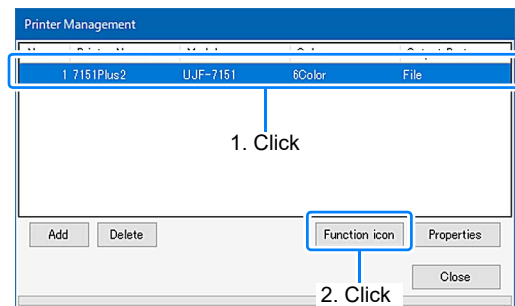 Printer Management
1 7151Plus2 UJF-7151 6Color File
1. Click
Add Delete Function icon Properties
Close
2. Click